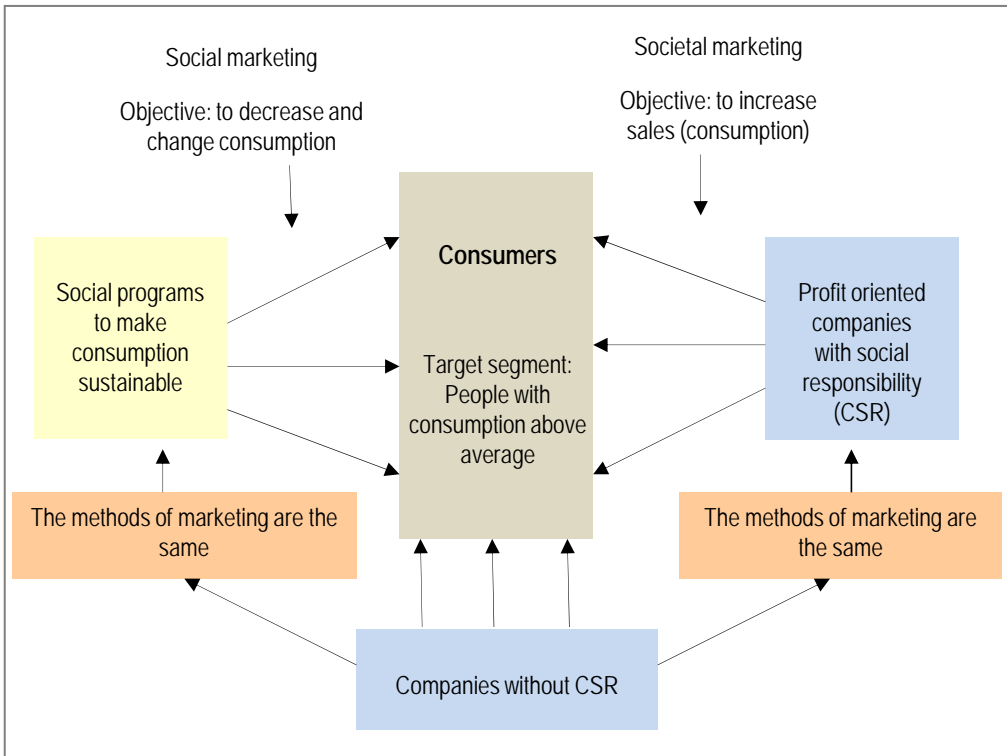 Social marketing
Objective: to decrease and
change consumption
Societal marketing
Objective: to increase
sales (consumption)
Social programs
to make
consumption
sustainable
Consumers
Target segment:
People with
consumption above
average
Profit oriented
companies
with social
responsibility
(CSR)
The methods of marketing are the
same
The methods of marketing are
the same
Companies without CSR